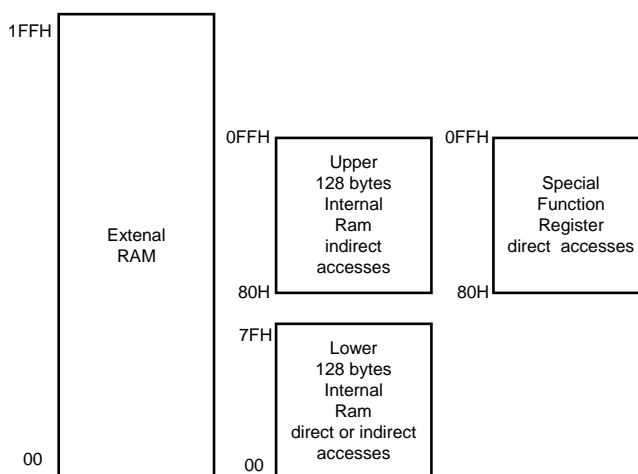 1FFH
Extenal
RAM
00
0FFH
Upper
128 bytes
Internal
Ram
indirect
accesses
80H
7FH
Lower
128 bytes
Internal
Ram
direct or indirect
accesses
00
0FFH
Special
Function
Register
direct accesses
80H